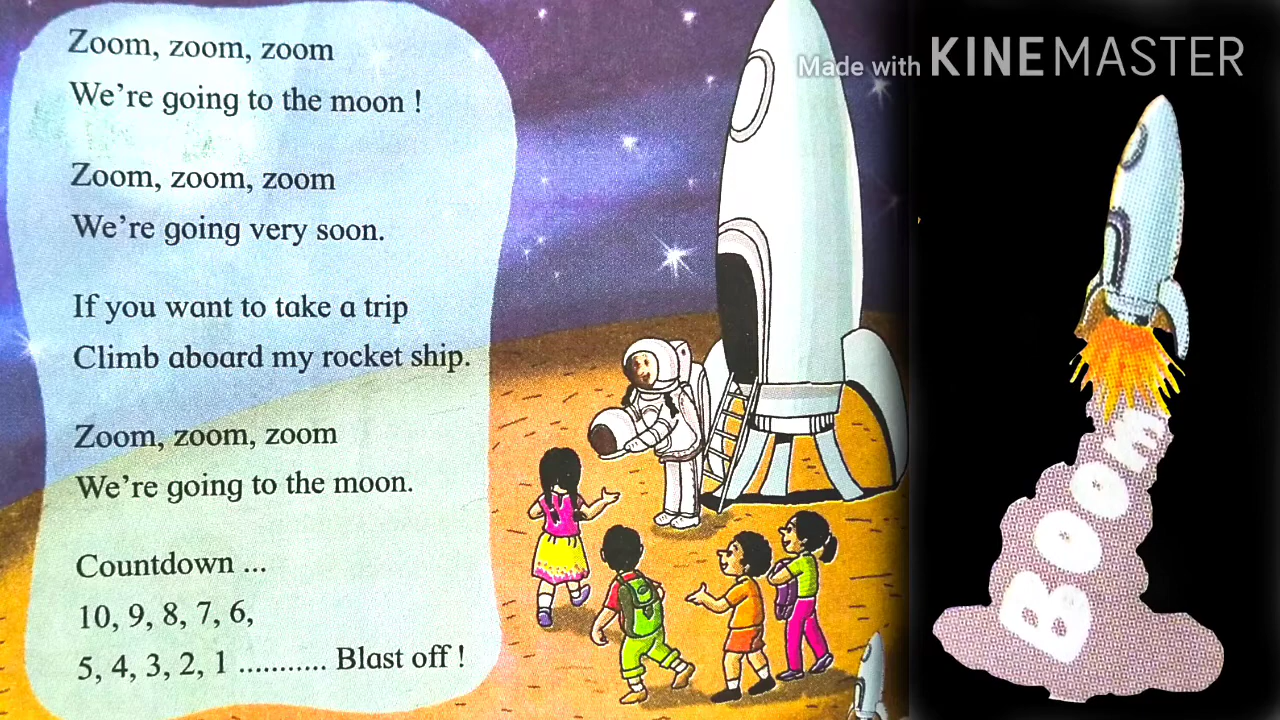 Zoom, zoom, zoom
We're going to the moon !
Zoom, zoom, zoom
We're going very soon.
If you want to take a trip
Climb aboard my rocket ship.
Zoom, zoom, zoom
We're going to the moon.
Countdown ...
10, 9, 8, 7, 6,
5, 4, 3, 2, 1 ........... Blast off !
Made with KINEMASTER
Boom